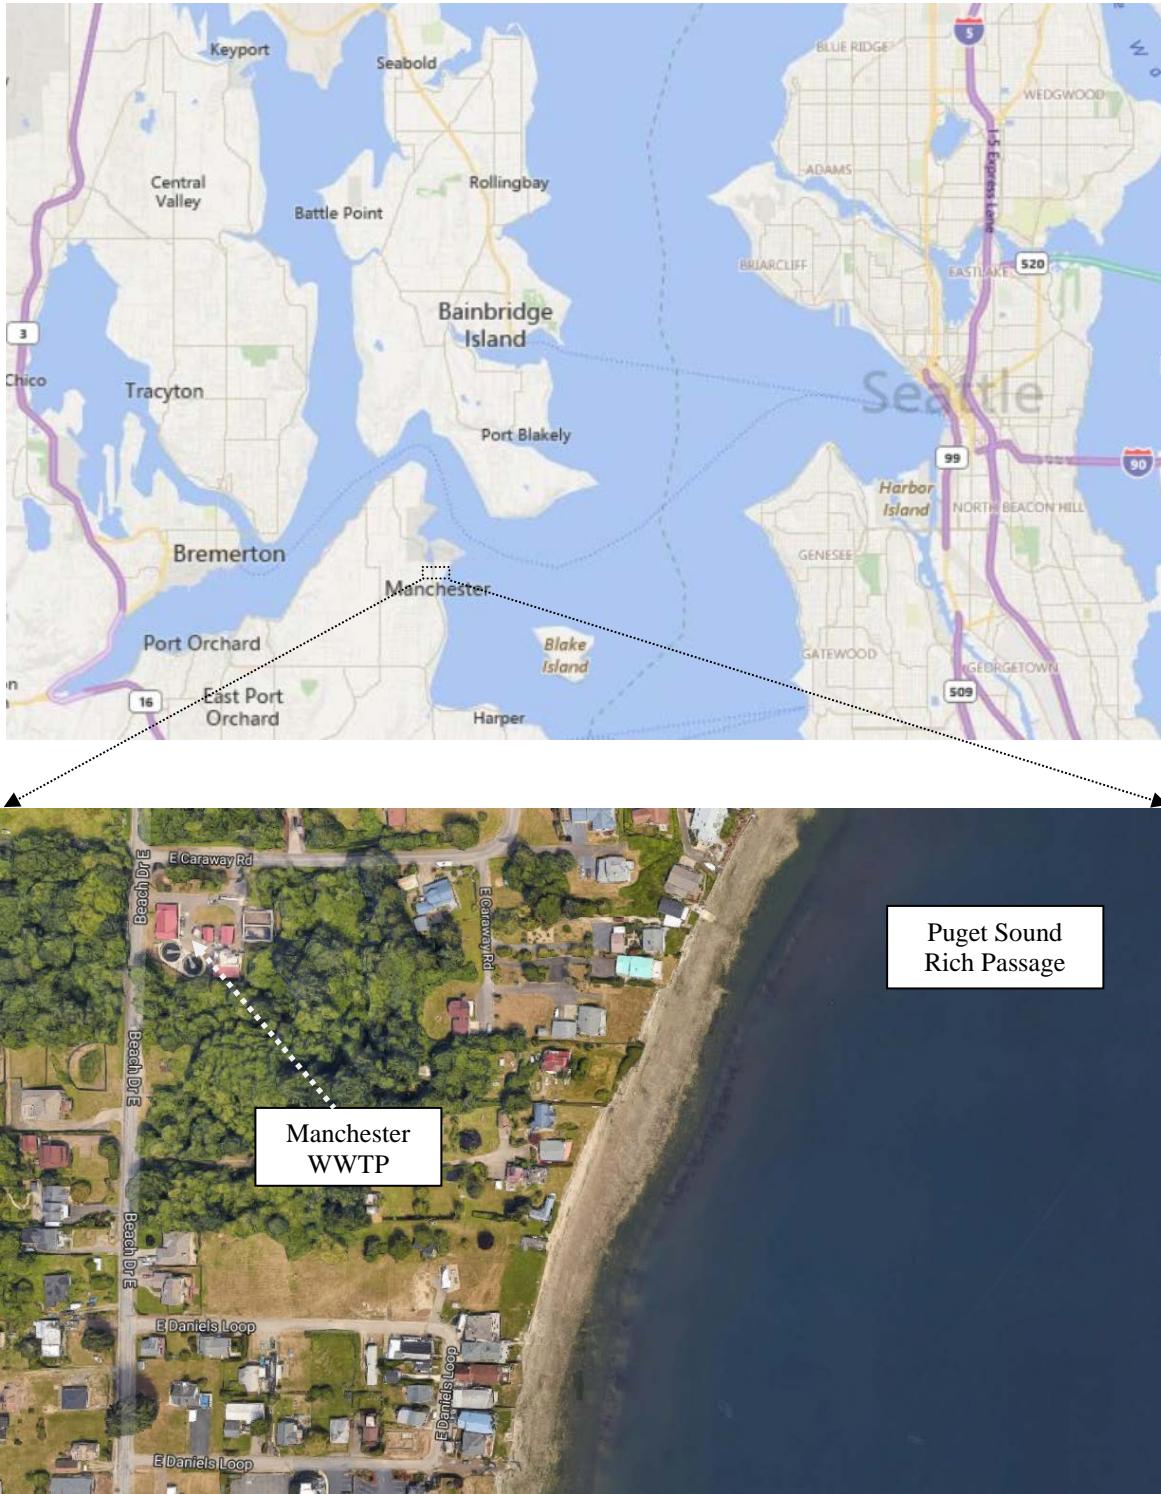 Keyport
Seabold
BLUE RIDGE
5
WEDGWOOD
I-5 Express Lane
Central
Valley
Rollingbay
ADAMS
Battle Point
BRIARCLIFF
EASTLAKE
520
Bainbridge
Island
3
Chico
Tracyton
Seattle
Port Blakely
99
90
Harbor
Island
NORTH BEACON HILL
Bremerton
GENESEE
Manchester
Port Orchard
Blake
Island
GATEWOOD
GEORGETOWN
on
16
East Port
Orchard
Harper
509
E Caraway Rd
Beach Dr E
E Caraway Rd
Puget Sound
Rich Passage
Beach Dr E
Manchester
WWTP
Beach Dr E
E Daniels Loop
E Daniels Loop
E Daniels Loop